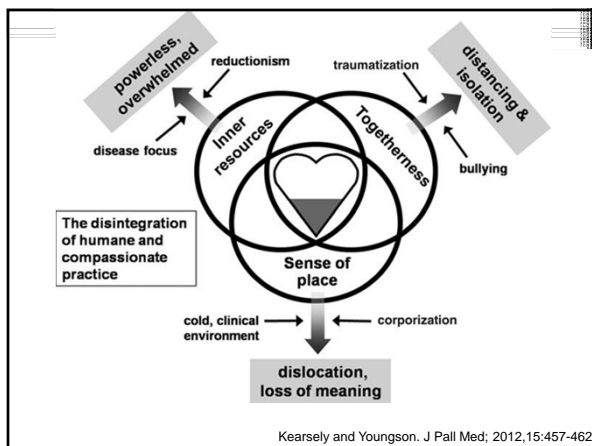 powerless,
overwhelmed
reductionism
disease focus
Inner
resources
traumatization
distancing &
isolation
bullying
Togetherness
The disintegration
of humane and
compassionate
practice
Sense of
place
cold, clinical
environment
corporization
dislocation,
loss of meaning
Kearsely and Youngson. J Pall Med; 2012,15:457-462